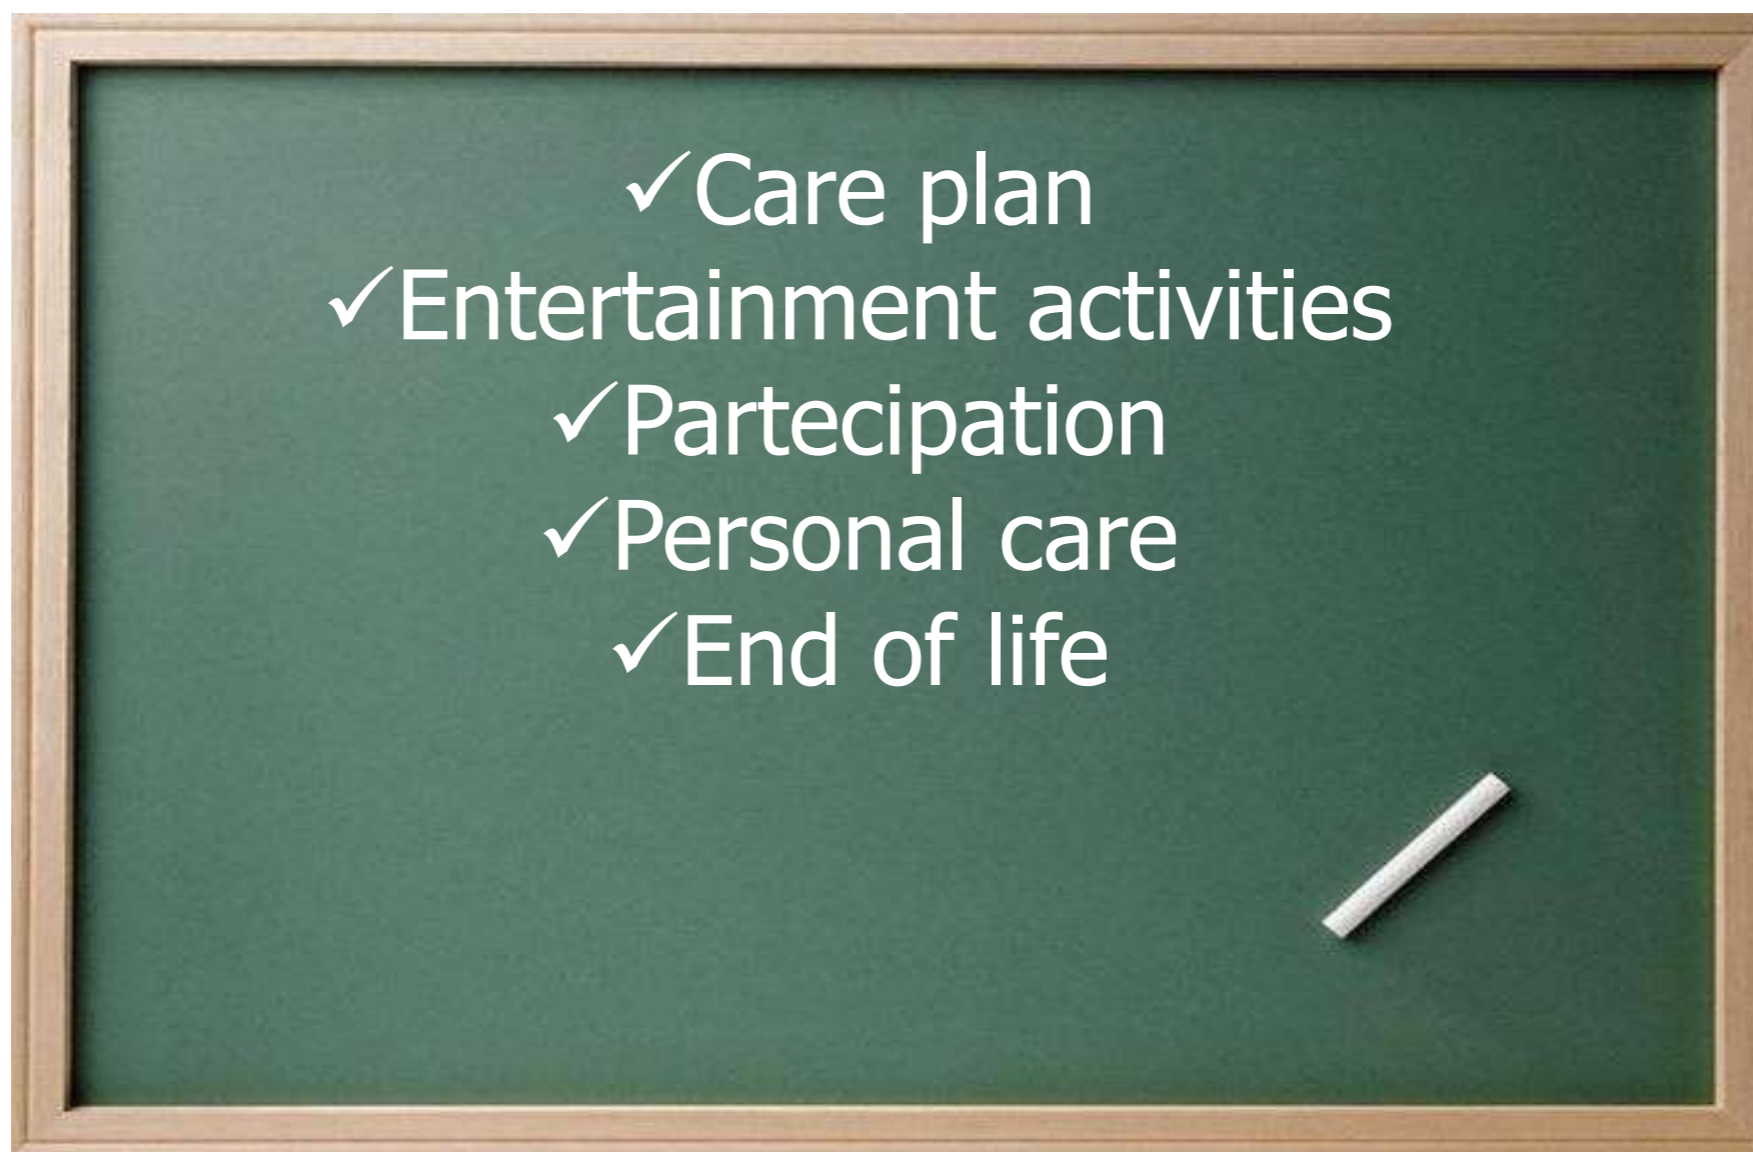 ✓Care plan
✓Entertainment activities
✓Partecipation
✓Personal care
✓End of life